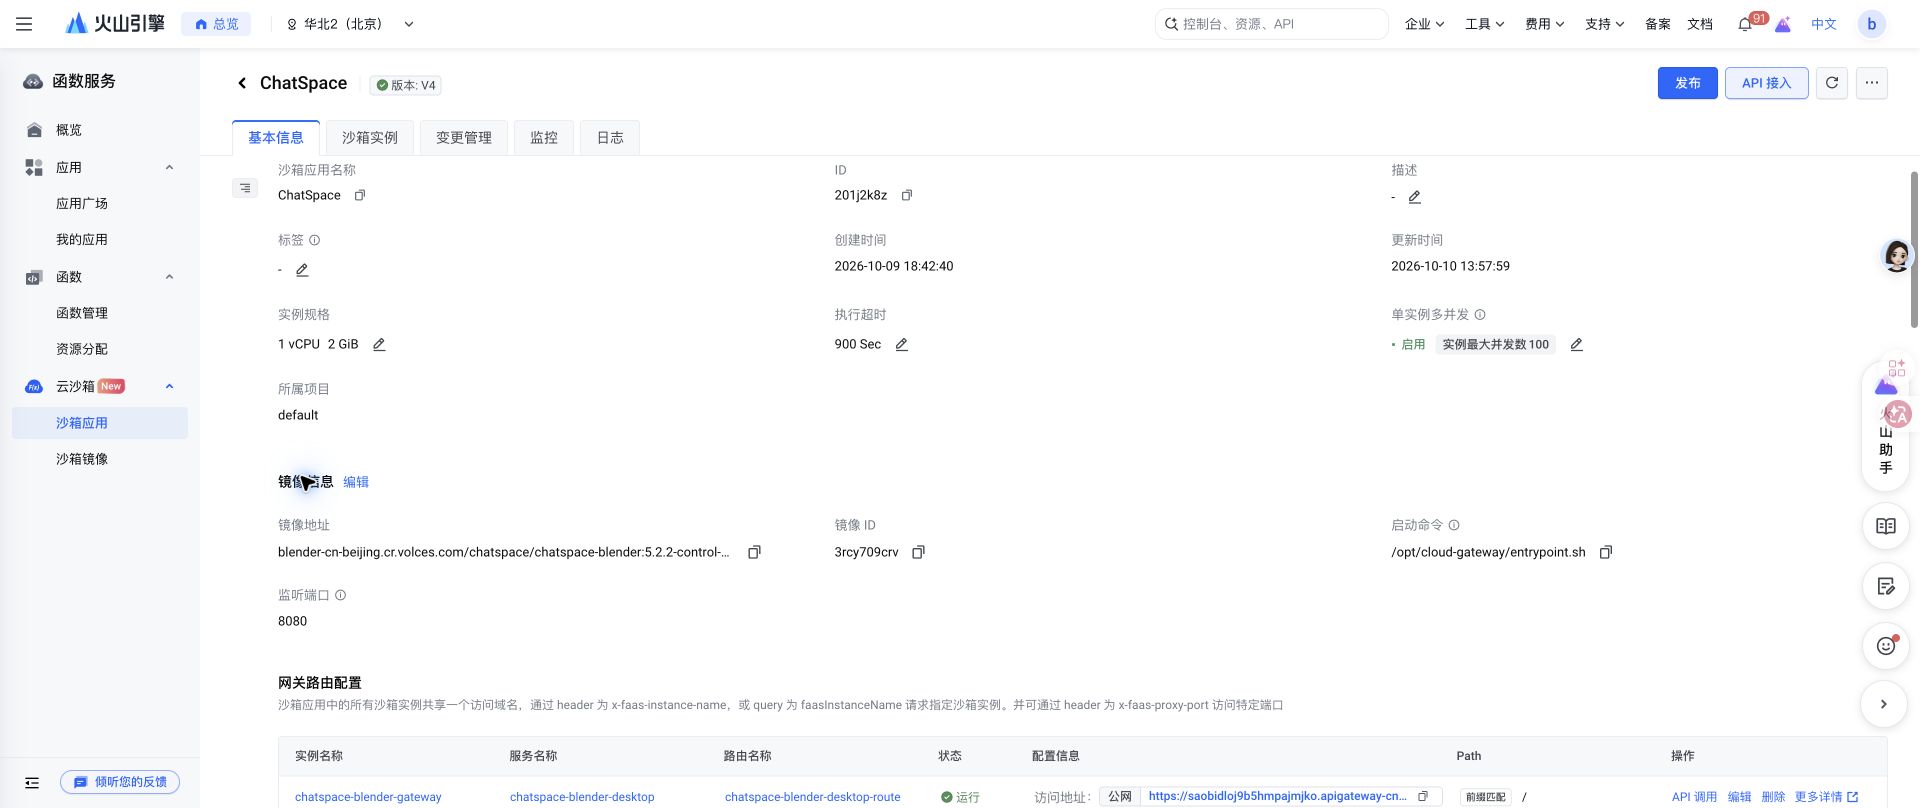 火山引擎 总览 华北2（北京） 控制台、资源、API 企业 工具 费用 支持 备案 文档 91 中文 b
函数服务
概览
应用
应用广场
我的应用
函数
函数管理
资源分配
云沙箱 New
沙箱应用
沙箱镜像
倾听您的反馈
ChatSpace 版本: V4 发布 API 接入
基本信息 沙箱实例 变更管理 监控 日志
沙箱应用名称 ID 描述
ChatSpace 201j2k8z -
标签 创建时间 更新时间
- 2026-10-09 18:42:40 2026-10-10 13:57:59
实例规格 执行超时 单实例多并发
1 vCPU 2 GiB 900 Sec 启用 实例最大并发数 100
所属项目
default
镜像信息 编辑
镜像地址 镜像 ID 启动命令
blender-cn-beijing.cr.volces.com/chatspace/chatspace-blender:5.2.2-control-... 3rcy709crv /opt/cloud-gateway/entrypoint.sh
监听端口
8080
网关路由配置
沙箱应用中的所有沙箱实例共享一个访问域名，通过 header 为 x-faas-instance-name，或 query 为 faasInstanceName 请求指定沙箱实例。并可通过 header 为 x-faas-proxy-port 访问特定端口
实例名称 服务名称 路由名称 状态 配置信息 Path 操作
chatspace-blender-gateway chatspace-blender-desktop chatspace-blender-desktop-route 运行 访问地址： 公网 https://saobidloj9b5hmpajmjko.apigateway-cn... 前缀匹配 / API 调用 编辑 删除 更多详情
火
山
助
手